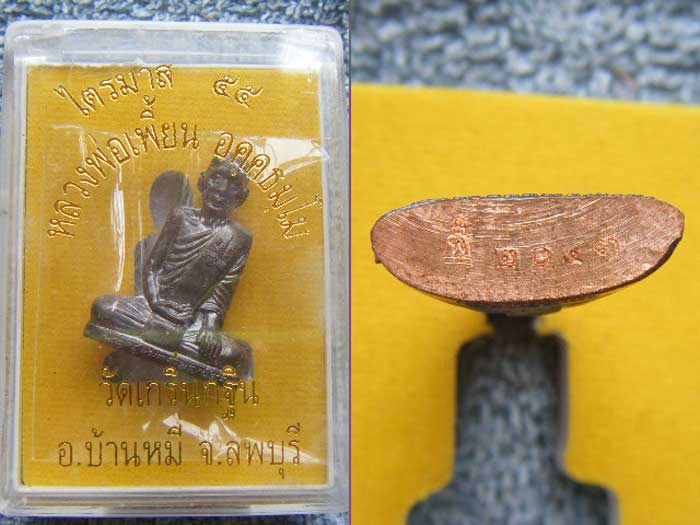 ไตรมาส ๕๕
หลวงพ่อเพี้ยน อคฺคธมฺโม
วัดเกริ่นกฐิน
อ.บ้านหมี่ จ.ลพบุรี